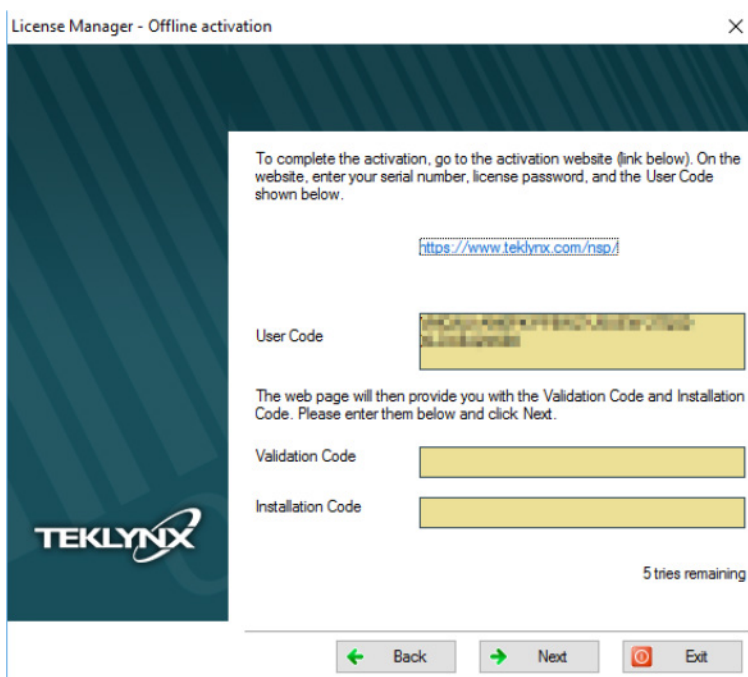 License Manager - Offline activation
To complete the activation, go to the activation website (link below). On the
website, enter your serial number, license password, and the User Code
shown below.
https://www.teklynx.com/nsp/
User Code
The web page will then provide you with the Validation Code and Installation
Code. Please enter them below and click Next.
Validation Code
Installation Code
TEKLYNX
5 tries remaining
Back
Next
Exit